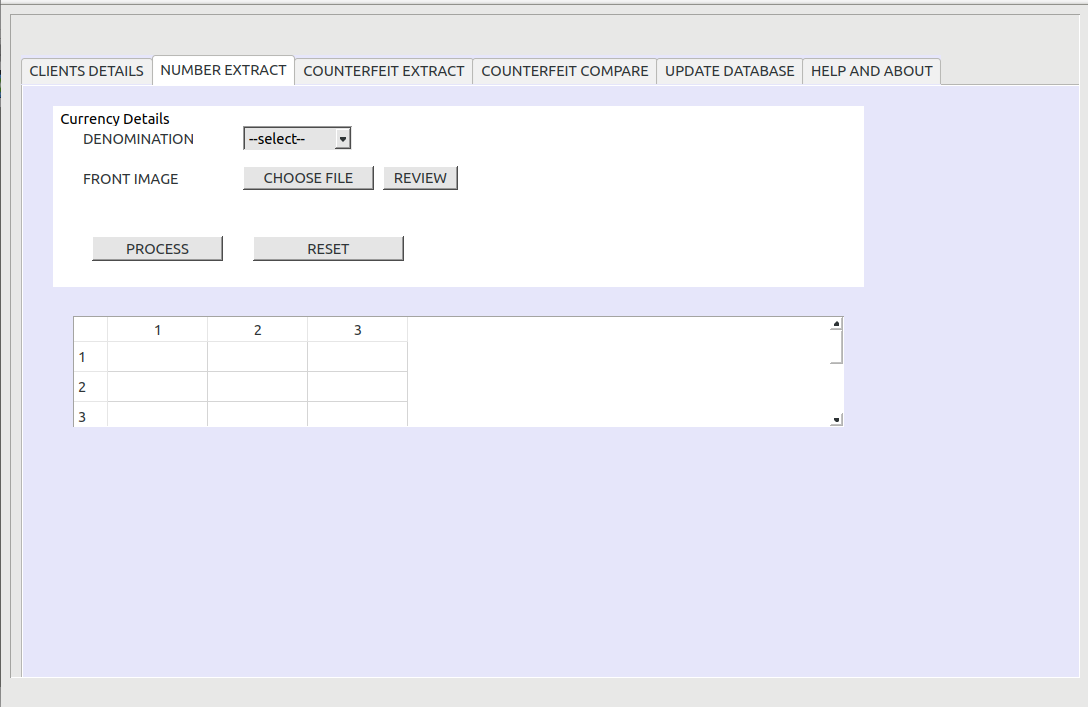 CLIENTS DETAILS NUMBER EXTRACT COUNTERFEIT EXTRACT COUNTERFEIT COMPARE UPDATE DATABASE HELP AND ABOUT
Currency Details
DENOMINATION --select--
FRONT IMAGE CHOOSE FILE REVIEW
PROCESS RESET
1 2 3
1
2
3